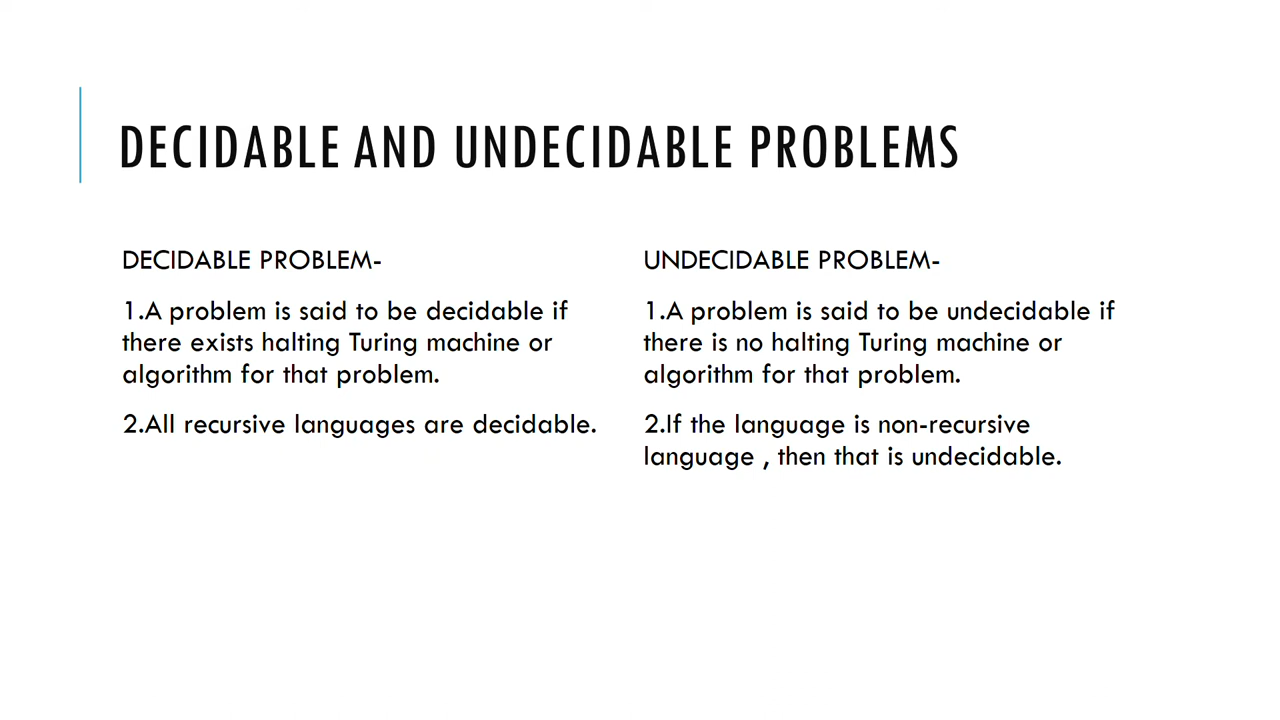 DECIDABLE AND UNDECIDABLE PROBLEMS
DECIDABLE PROBLEM-
1.A problem is said to be decidable if
there exists halting Turing machine or
algorithm for that problem.
2.All recursive languages are decidable.
UNDECIDABLE PROBLEM-
1.A problem is said to be undecidable if
there is no halting Turing machine or
algorithm for that problem.
2.If the language is non-recursive
language , then that is undecidable.